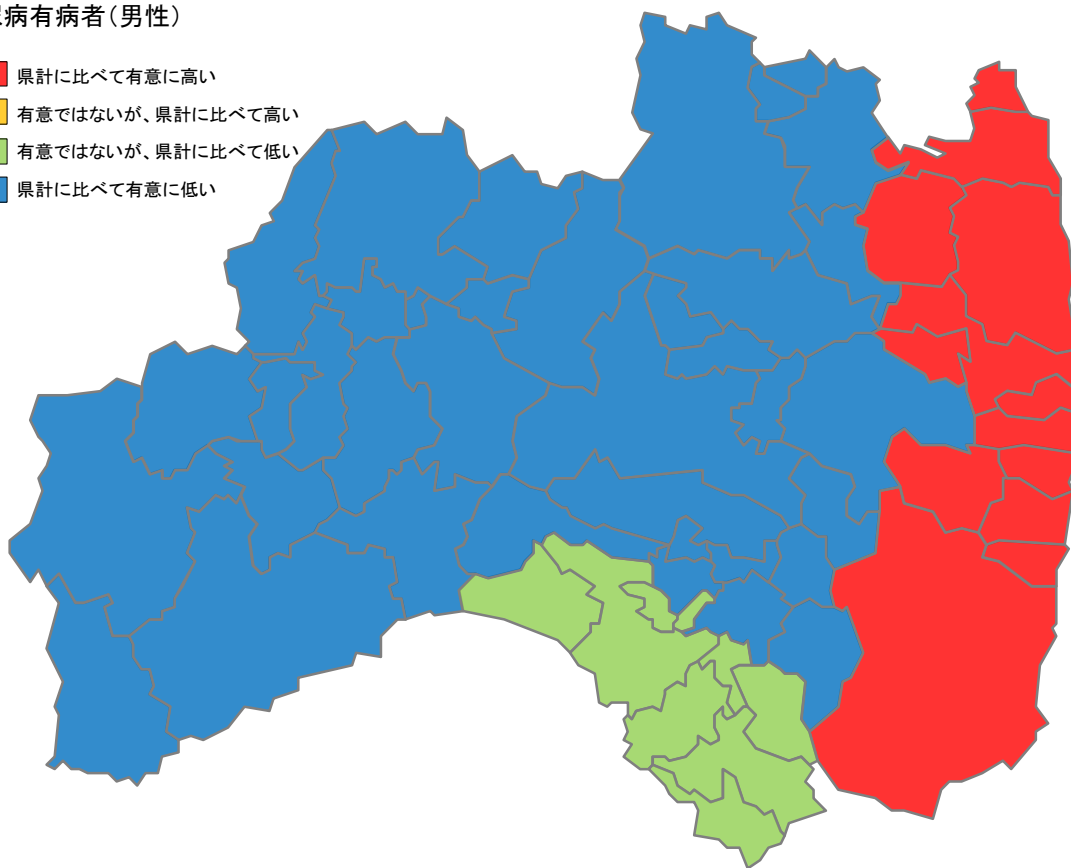 病有病者（男性）
県計に比べて有意に高い
有意ではないが、県計に比べて高い
有意ではないが、県計に比べて低い
県計に比べて有意に低い